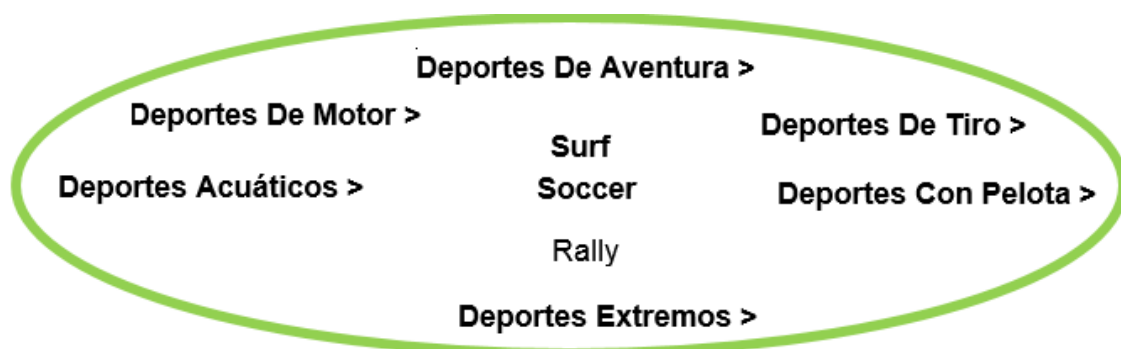 Deportes De Aventura >
Deportes De Motor >
Deportes De Tiro >
Surf
Deportes Acuáticos >
Soccer
Deportes Con Pelota >
Rally
Deportes Extremos >